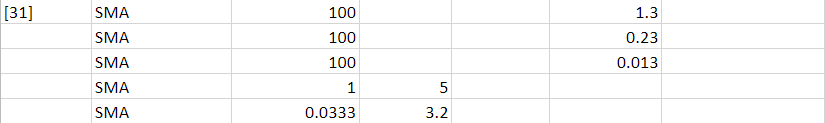 [31] SMA 100 1.3
SMA 100 0.23
SMA 100 0.013
SMA 1 5
SMA 0.0333 3.2